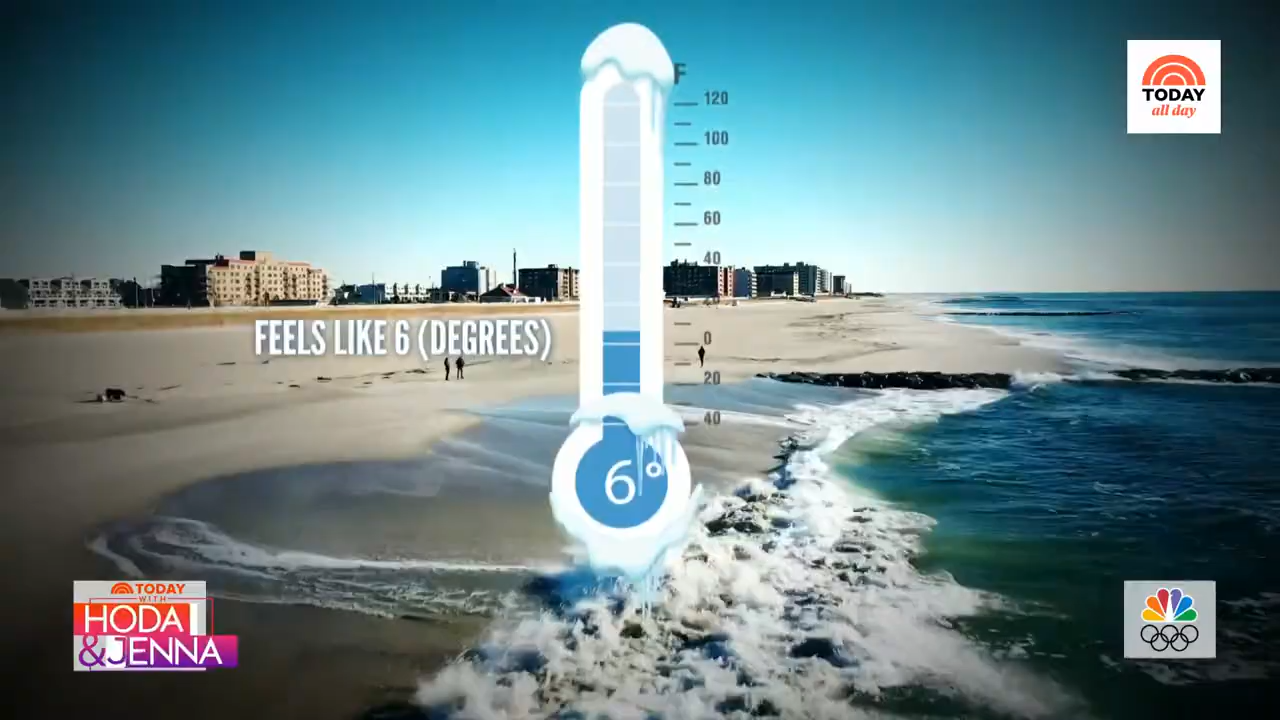 F
120
100
80
60
40
0
20
40
FEELS LIKE 6 (DEGREES)
6°
TODAY
all day
TODAY
WITH
HODA
&JENNA